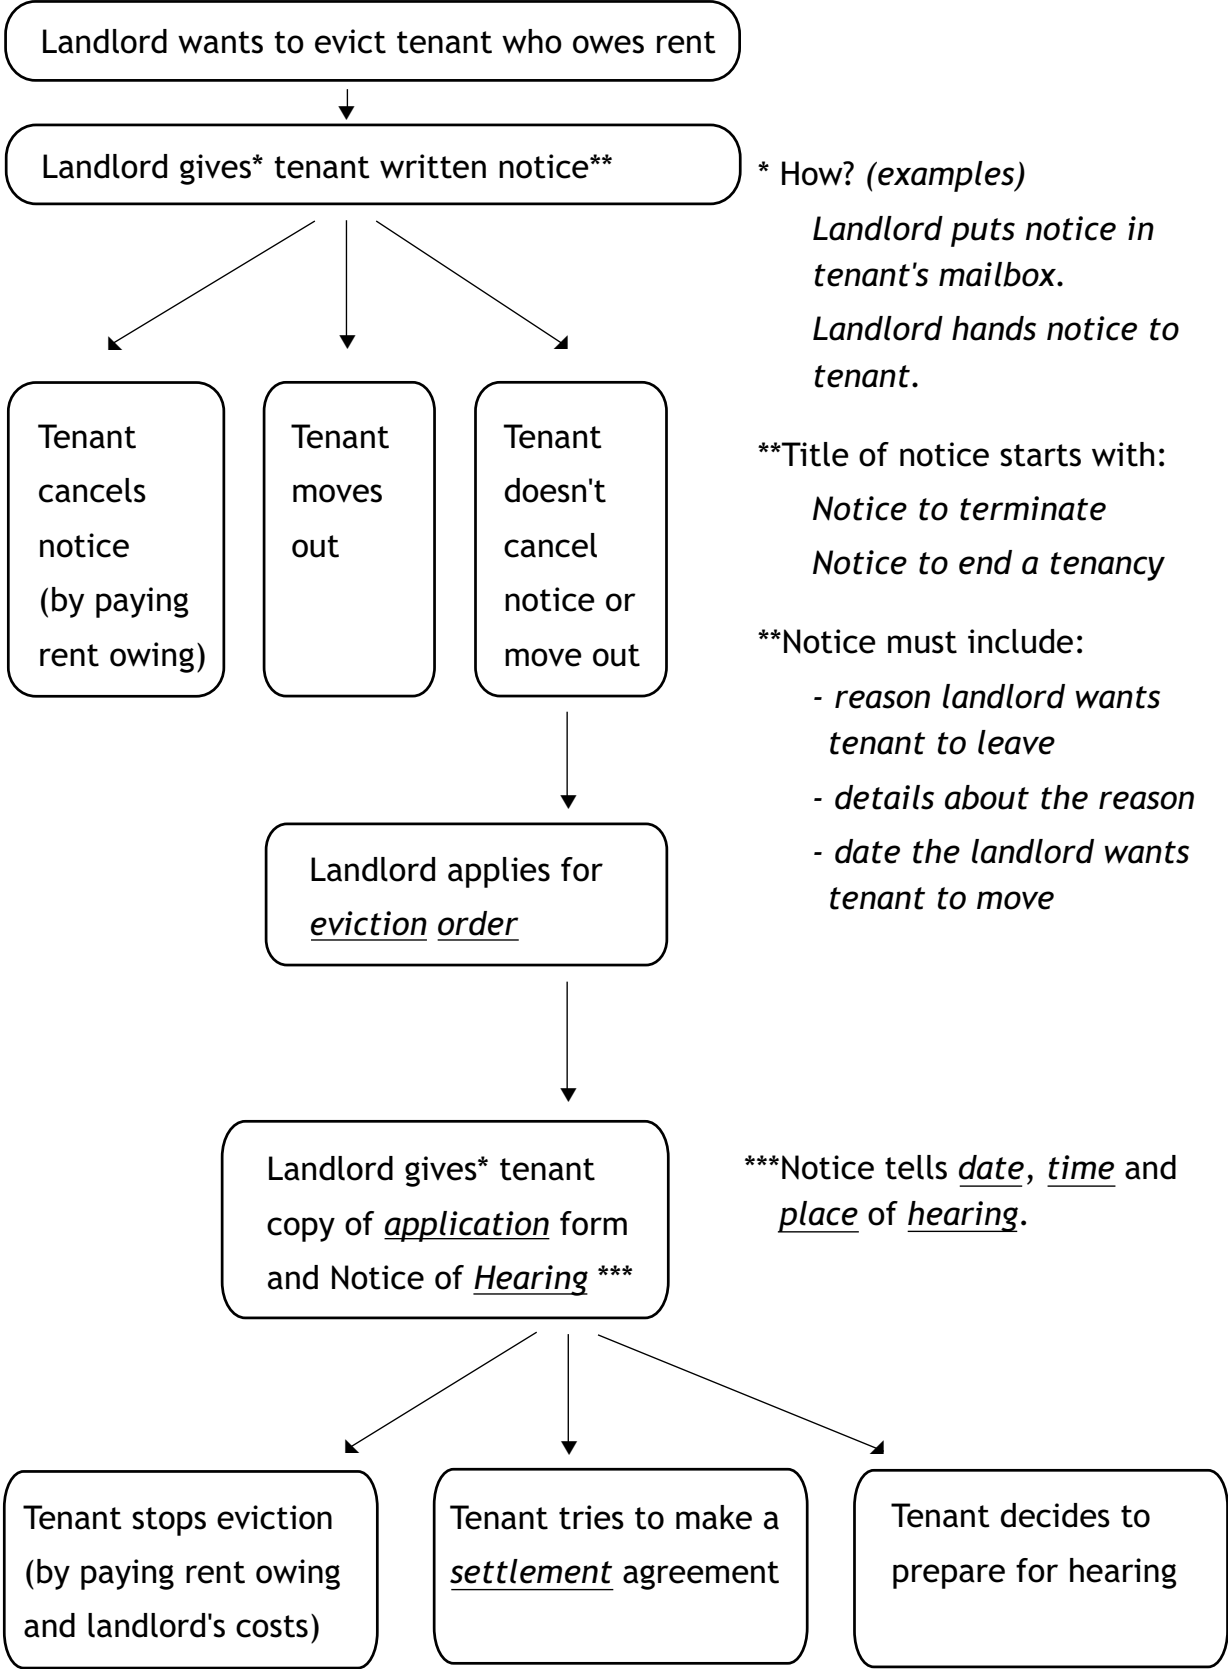 Landlord wants to evict tenant who owes rent
Landlord gives* tenant written notice**
* How? (examples)
Landlord puts notice in
tenant's mailbox.
Landlord hands notice to
tenant.
**Title of notice starts with:
Notice to terminate
Notice to end a tenancy
**Notice must include:
- reason landlord wants
tenant to leave
- details about the reason
- date the landlord wants
tenant to move
Tenant
cancels
notice
(by paying
rent owing)
Tenant
moves
out
Tenant
doesn't
cancel
notice or
move out
Landlord applies for
eviction order
Landlord gives* tenant
copy of application form
and Notice of Hearing ***
***Notice tells date, time and
place of hearing.
Tenant stops eviction
(by paying rent owing
and landlord's costs)
Tenant tries to make a
settlement agreement
Tenant decides to
prepare for hearing